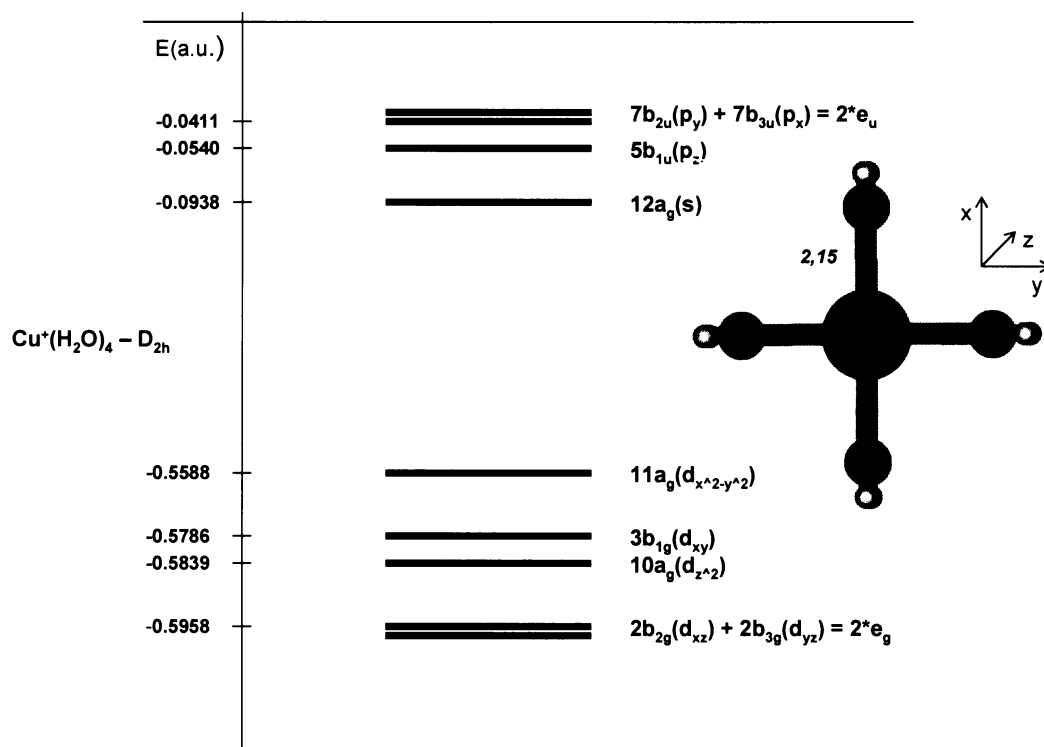 E(a.u.)
-0.0411
7b2u(py) + 7b3u(px) = 2*eu
-0.0540
5b1u(pz)
-0.0938
12ag(s)
x
z
y
2,15
Cu+(H2O)4 – D2h
-0.5588
11ag(dx^2-y^2)
-0.5786
3b1g(dxy)
-0.5839
10ag(dz^2)
-0.5958
2b2g(dxz) + 2b3g(dyz) = 2*eg